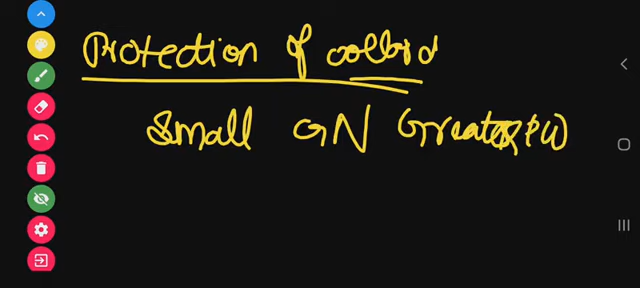 Protection of colloid
Small GN Greater P(W)